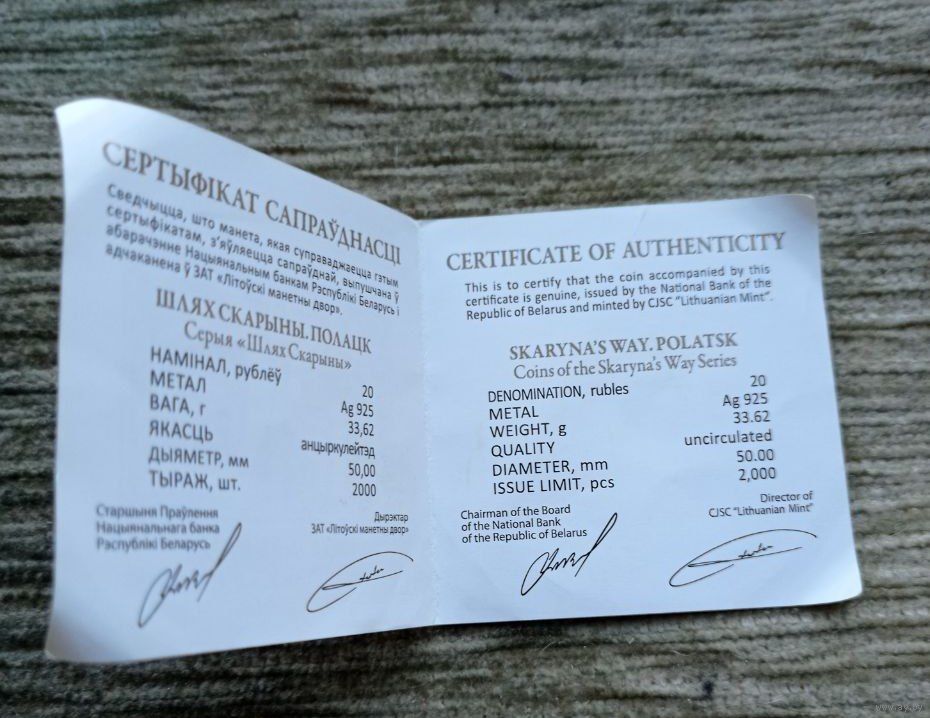 СЕРТЫФІКАТ САПРАЎДНАСЦІ
Сведчыцца, што манета, якая суправаджаецца гэтым
сертыфікатам, з'яўляецца сапраўднай, выпушчана ў
абарачэнне Нацыянальным банкам Рэспублікі Беларусь і
адчаканена ў ЗАТ «Літоўскі манетны двор».
ШЛЯХ СКАРЫНЫ. ПОЛАЦК
Серыя «Шлях Скарыны»
НАМІНАЛ, рублёў 20
МЕТАЛ Ag 925
ВАГА, г 33,62
ЯКАСЦЬ анцыркулейтэд
ДЫЯМЕТР, мм 50,00
ТЫРАЖ, шт. 2000
Старшыня Праўлення
Нацыянальнага банка
Рэспублікі Беларусь
Дырэктар
ЗАТ «Літоўскі манетны двор»
CERTIFICATE OF AUTHENTICITY
This is to certify that the coin accompanied by this
certificate is genuine, issued by the National Bank of the
Republic of Belarus and minted by CJSC "Lithuanian Mint".
SKARYNA'S WAY. POLATSK
Coins of the Skaryna's Way Series
DENOMINATION, rubles 20
METAL Ag 925
WEIGHT, g 33.62
QUALITY uncirculated
DIAMETER, mm 50.00
ISSUE LIMIT, pcs 2,000
Chairman of the Board
of the National Bank
of the Republic of Belarus
Director of
CJSC "Lithuanian Mint"
www.ay.by